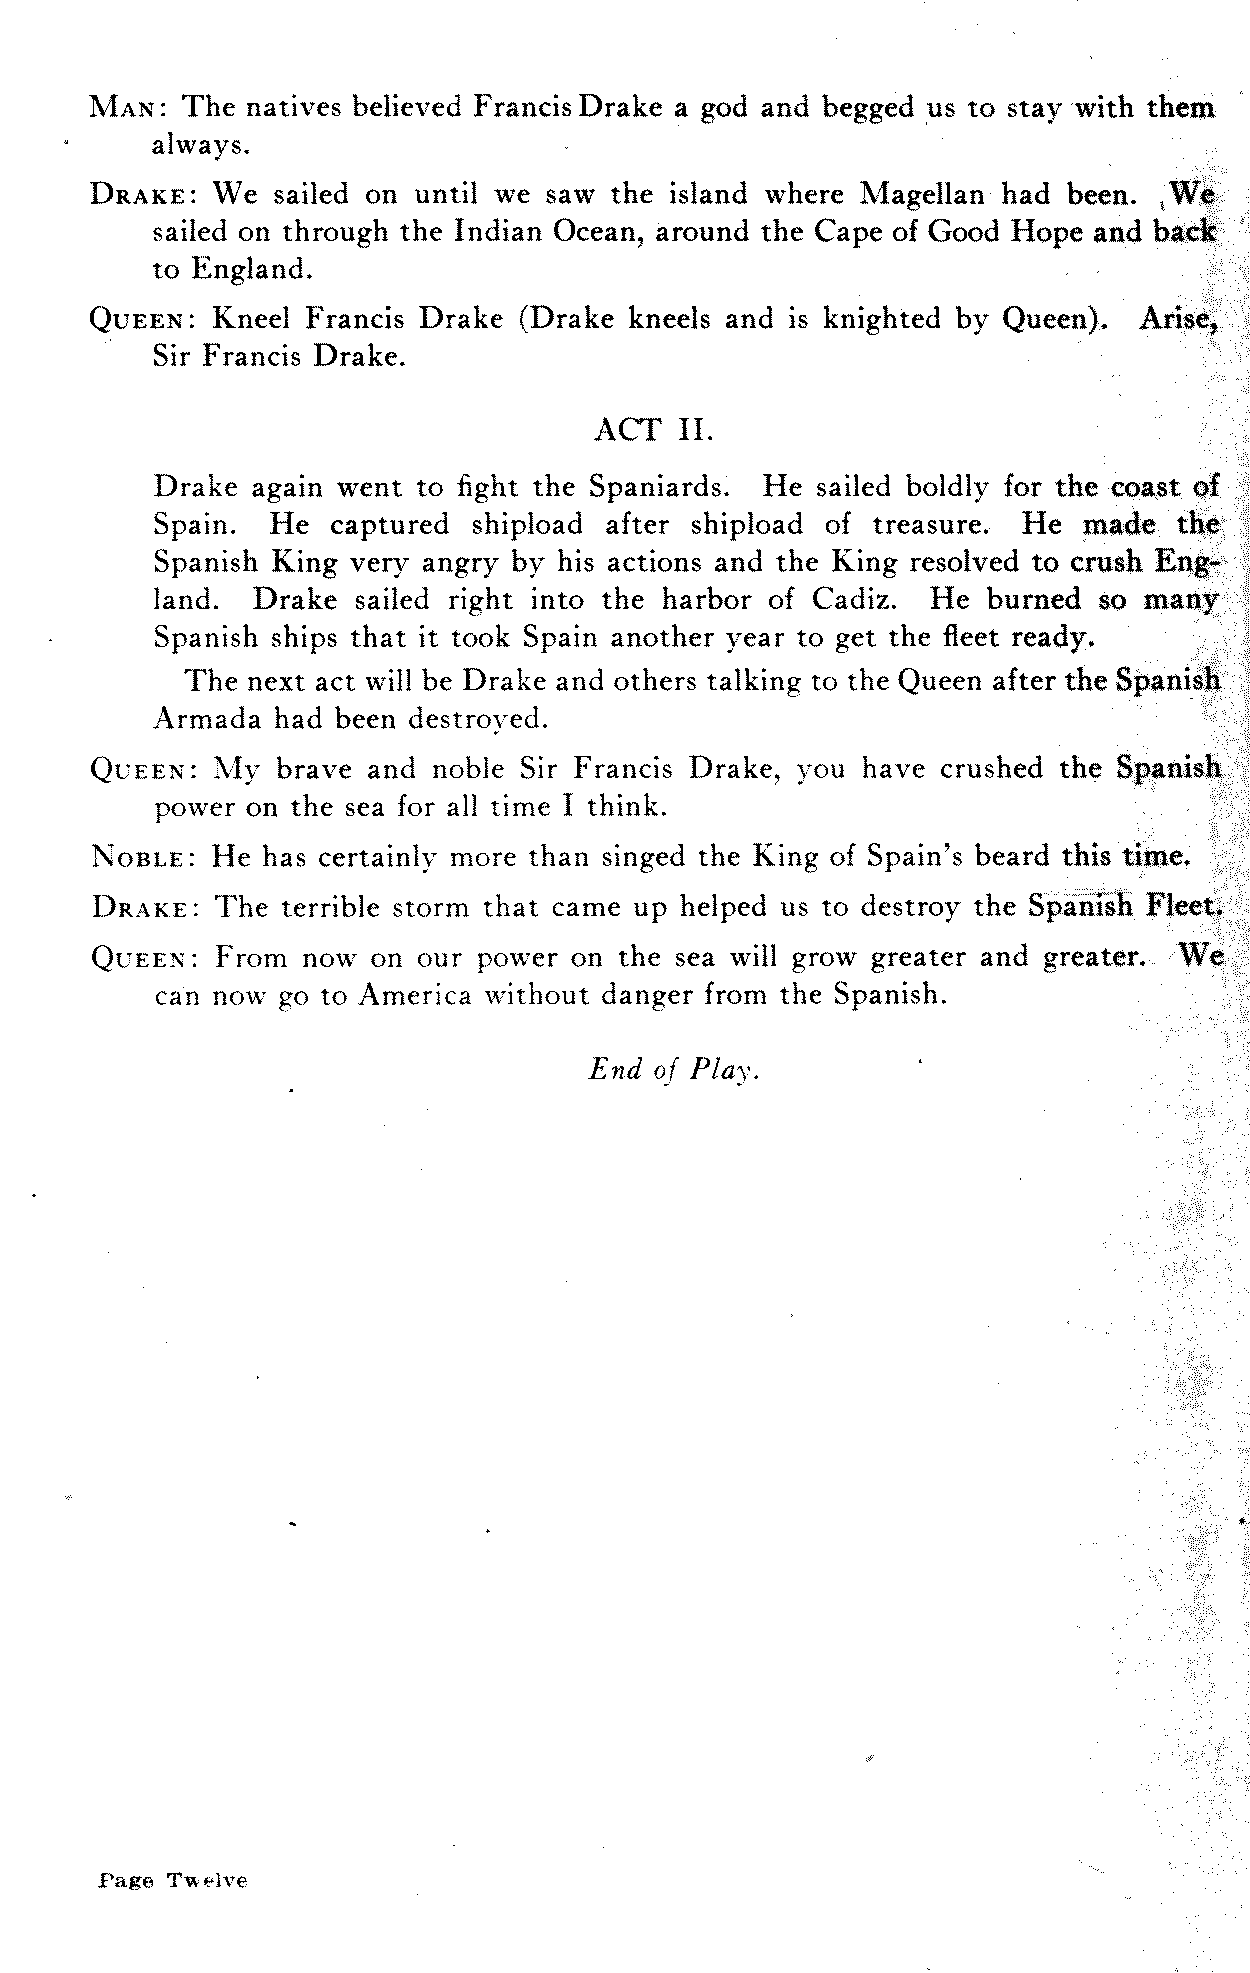 MAN: The natives believed Francis Drake a god and begged us to stay with them
always.
DRAKE: We sailed on until we saw the island where Magellan had been. We
sailed on through the Indian Ocean, around the Cape of Good Hope and back
to England.
QUEEN: Kneel Francis Drake (Drake kneels and is knighted by Queen). Arise,
Sir Francis Drake.
ACT II.
Drake again went to fight the Spaniards. He sailed boldly for the coast of
Spain. He captured shipload after shipload of treasure. He made the
Spanish King very angry by his actions and the King resolved to crush Eng-
land. Drake sailed right into the harbor of Cadiz. He burned so many
Spanish ships that it took Spain another year to get the fleet ready.
The next act will be Drake and others talking to the Queen after the Spanish
Armada had been destroyed.
QUEEN: My brave and noble Sir Francis Drake, you have crushed the Spanish
power on the sea for all time I think.
NOBLE: He has certainly more than singed the King of Spain's beard this time.
DRAKE: The terrible storm that came up helped us to destroy the Spanish Fleet.
QUEEN: From now on our power on the sea will grow greater and greater. We
can now go to America without danger from the Spanish.
End of Play.
Page Twelve